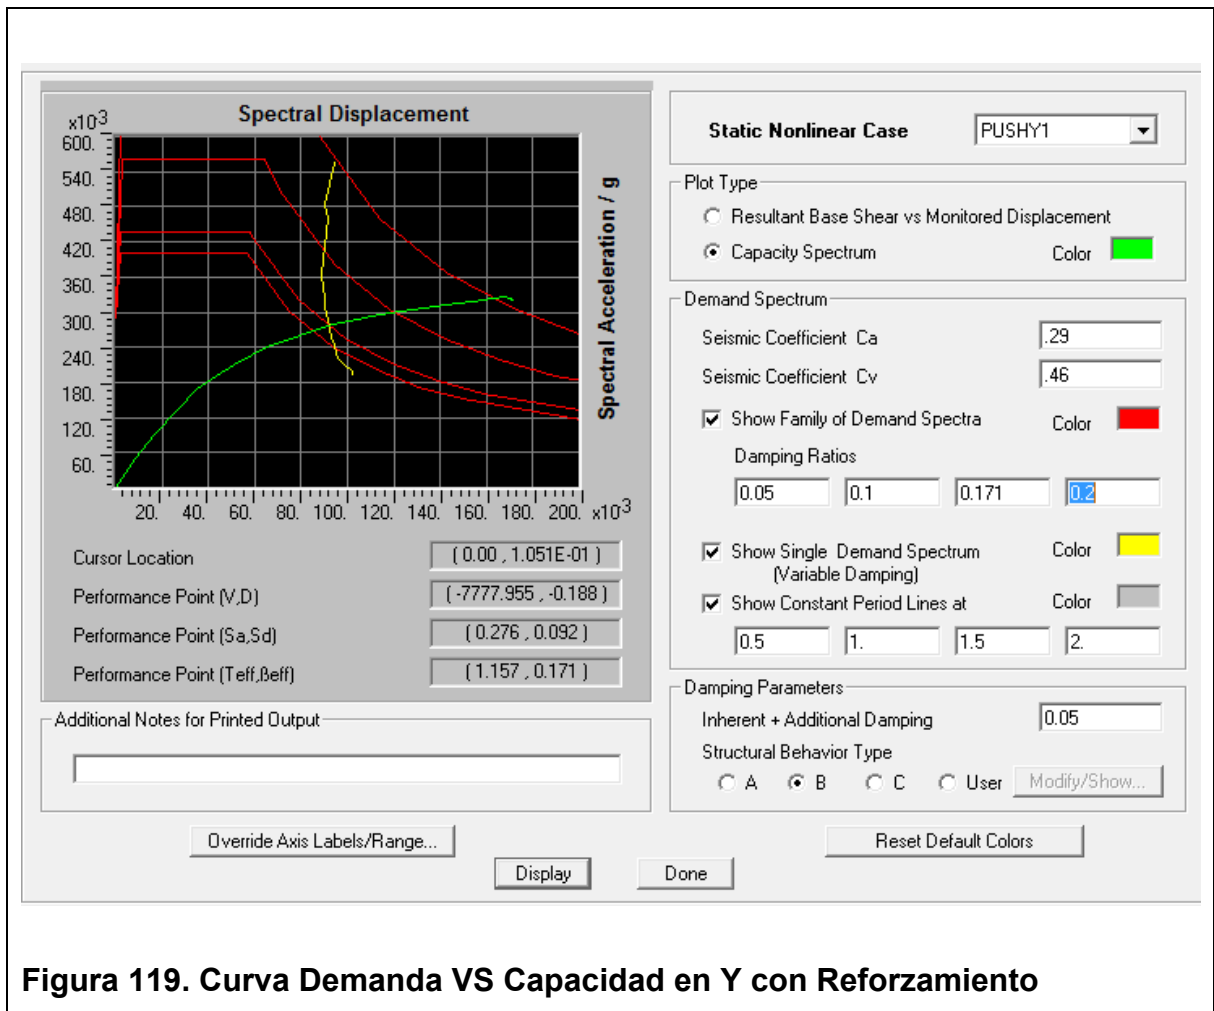 Spectral Displacement
x10-3
600.
540.
480.
420.
360.
300.
240.
180.
120.
60.
Spectral Acceleration / g
20. 40. 60. 80. 100. 120. 140. 160. 180. 200. x10-3
Cursor Location ( 0.00 , 1.051E-01 )
Performance Point (V,D) ( -7777.955 , -0.188 )
Performance Point (Sa,Sd) ( 0.276 , 0.092 )
Performance Point (Teff,ßeff) ( 1.157 , 0.171 )
Additional Notes for Printed Output
Override Axis Labels/Range...
Static Nonlinear Case PUSHY1
Plot Type
Resultant Base Shear vs Monitored Displacement
Capacity Spectrum Color
Demand Spectrum
Seismic Coefficient Ca .29
Seismic Coefficient Cv .46
Show Family of Demand Spectra Color
Damping Ratios
0.05 0.1 0.171 0.2
Show Single Demand Spectrum Color
(Variable Damping)
Show Constant Period Lines at Color
0.5 1. 1.5 2.
Damping Parameters
Inherent + Additional Damping 0.05
Structural Behavior Type
A B C User Modify/Show...
Reset Default Colors
Display Done
Figura 119. Curva Demanda VS Capacidad en Y con Reforzamiento